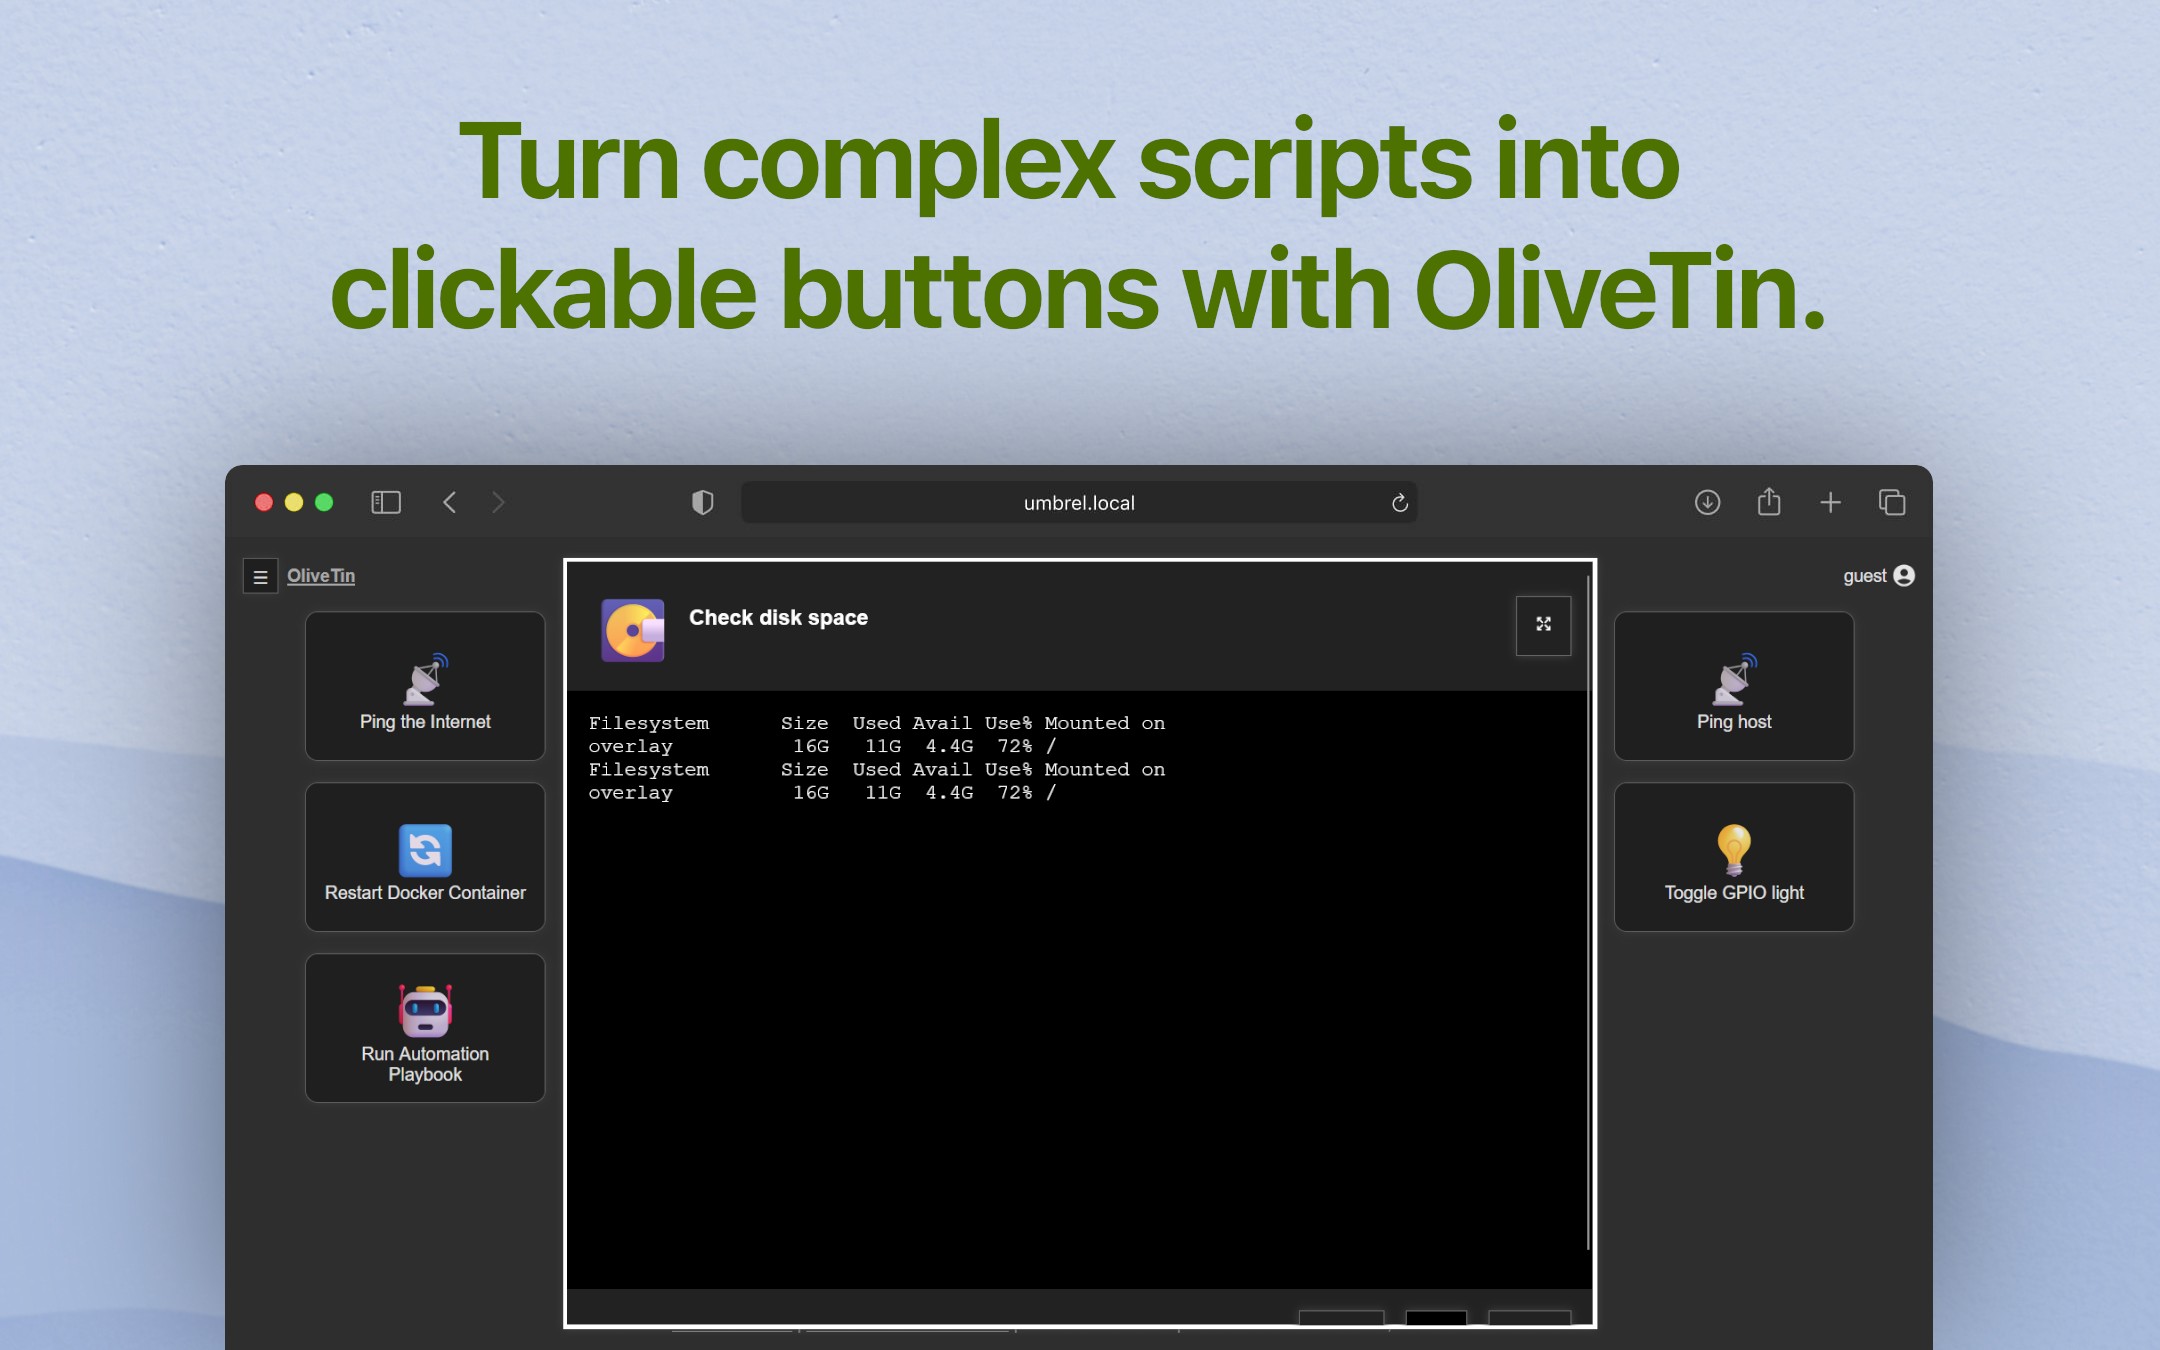 Turn complex scripts into
clickable buttons with OliveTin.
umbrel.local
OliveTin
guest
Ping the Internet
Restart Docker Container
Run Automation
Playbook
Check disk space
Filesystem      Size  Used Avail Use% Mounted on
overlay          16G   11G  4.4G  72% /
Filesystem      Size  Used Avail Use% Mounted on
overlay          16G   11G  4.4G  72% /
Ping host
Toggle GPIO light